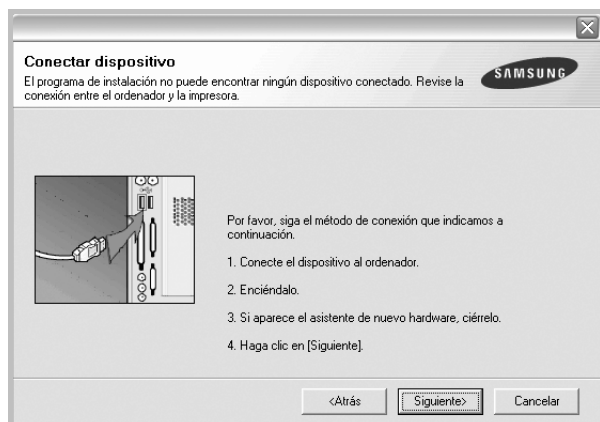 Conectar dispositivo
El programa de instalación no puede encontrar ningún dispositivo conectado. Revise la
conexión entre el ordenador y la impresora.
SAMSUNG
Por favor, siga el método de conexión que indicamos a
continuación.
1. Conecte el dispositivo al ordenador.
2. Enciéndalo.
3. Si aparece el asistente de nuevo hardware, ciérrelo.
4. Haga clic en [Siguiente].
<Atrás
Siguiente>
Cancelar